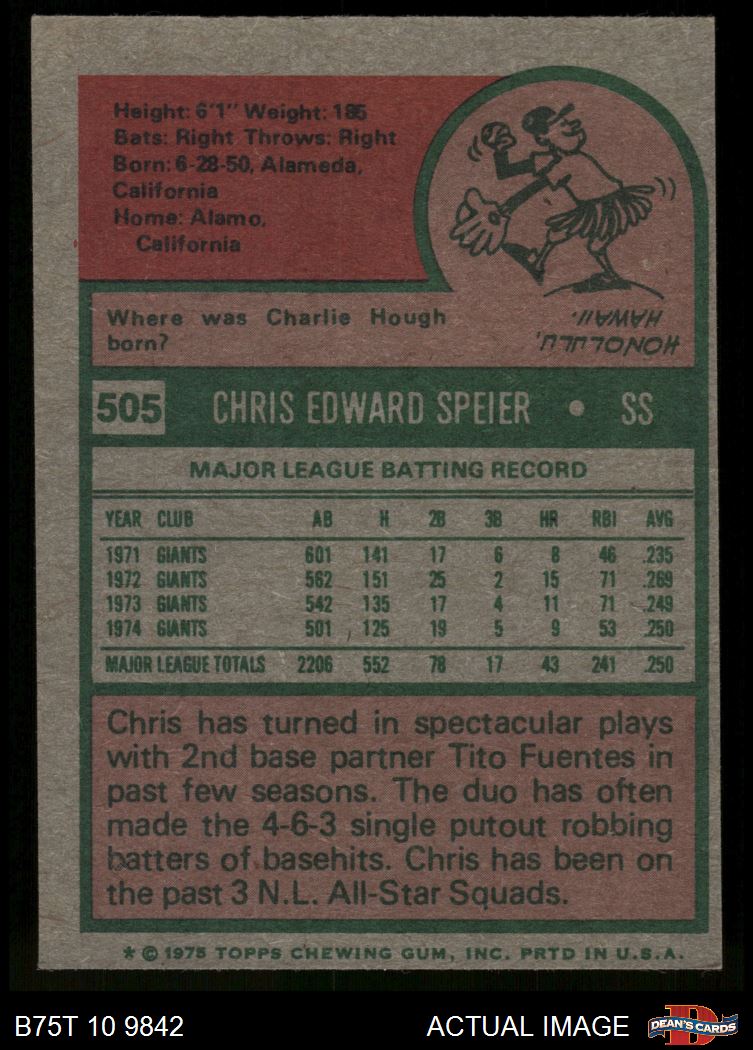 Height: 6'1" Weight: 185
Bats: Right Throws: Right
Born: 6-28-50, Alameda,
California
Home: Alamo,
California
Where was Charlie Hough
born?
HONOLULU,
HAWAII.
505 CHRIS EDWARD SPEIER • SS
MAJOR LEAGUE BATTING RECORD
YEAR CLUB AB H 2B 3B HR RBI AVG
1971 GIANTS 601 141 17 6 8 46 .235
1972 GIANTS 562 151 25 2 15 71 .269
1973 GIANTS 542 135 17 4 11 71 .249
1974 GIANTS 501 125 19 5 9 53 .250
MAJOR LEAGUE TOTALS 2206 552 78 17 43 241 .250
Chris has turned in spectacular plays
with 2nd base partner Tito Fuentes in
past few seasons. The duo has often
made the 4-6-3 single putout robbing
batters of basehits. Chris has been on
the past 3 N.L. All-Star Squads.
* © 1975 TOPPS CHEWING GUM, INC. PRTD IN U.S.A.
B75T 10 9842 ACTUAL IMAGE D DEAN'S CARDS